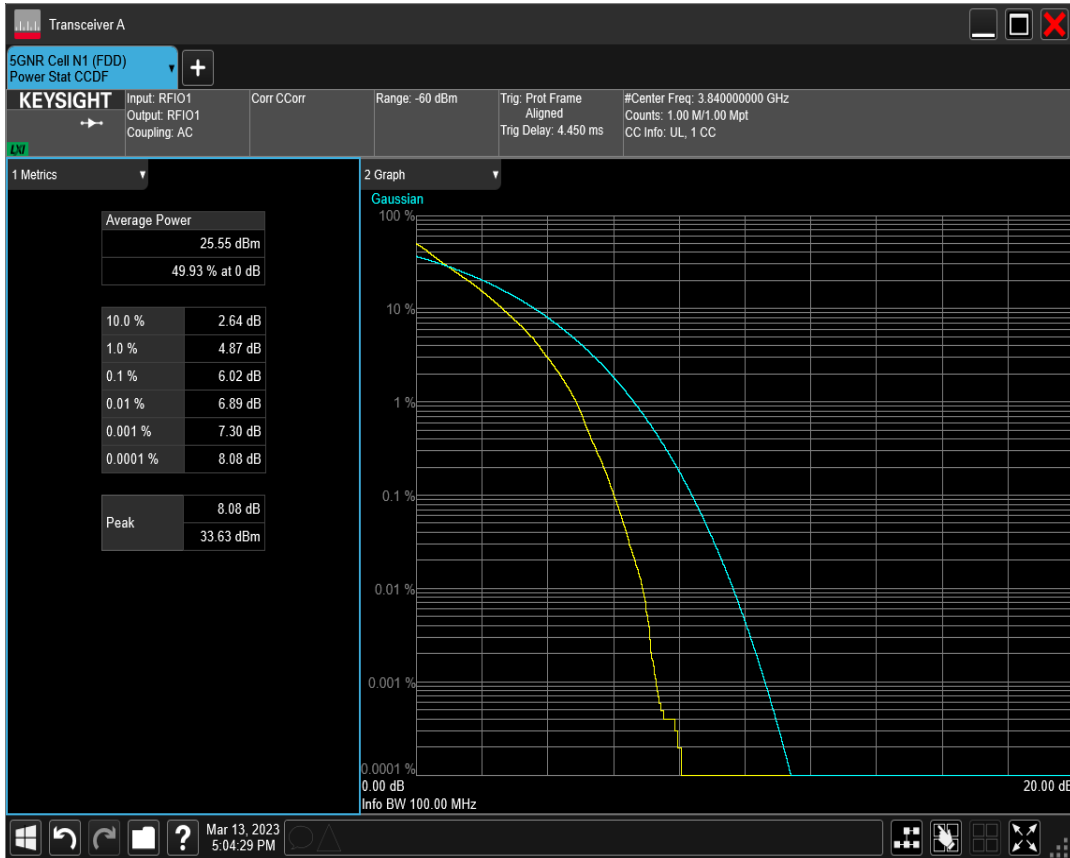 Transceiver A
5GNR Cell N1 (FDD)
Power Stat CCDF
+
KEYSIGHT
LXI
Input: RFIO1
Output: RFIO1
Coupling: AC
Corr CCorr
Range: -60 dBm
Trig: Prot Frame
Aligned
Trig Delay: 4.450 ms
#Center Freq: 3.840000000 GHz
Counts: 1.00 M/1.00 Mpt
CC Info: UL, 1 CC
1 Metrics
Average Power
25.55 dBm
49.93 % at 0 dB
10.0 % 2.64 dB
1.0 % 4.87 dB
0.1 % 6.02 dB
0.01 % 6.89 dB
0.001 % 7.30 dB
0.0001 % 8.08 dB
Peak
8.08 dB
33.63 dBm
2 Graph
Gaussian
100 %
10 %
1 %
0.1 %
0.01 %
0.001 %
0.0001 %
0.00 dB
20.00 dB
Info BW 100.00 MHz
?
Mar 13, 2023
5:04:29 PM